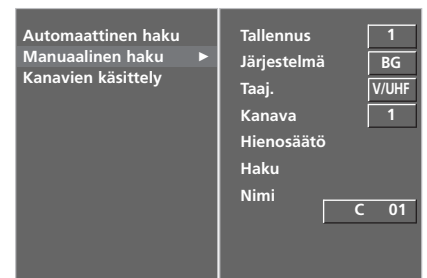 Automaattinen haku
Manuaalinen haku ►
Kanavien käsittely
Tallennus 1
Järjestelmä BG
Taaj. V/UHF
Kanava 1
Hienosäätö
Haku
Nimi
C 01